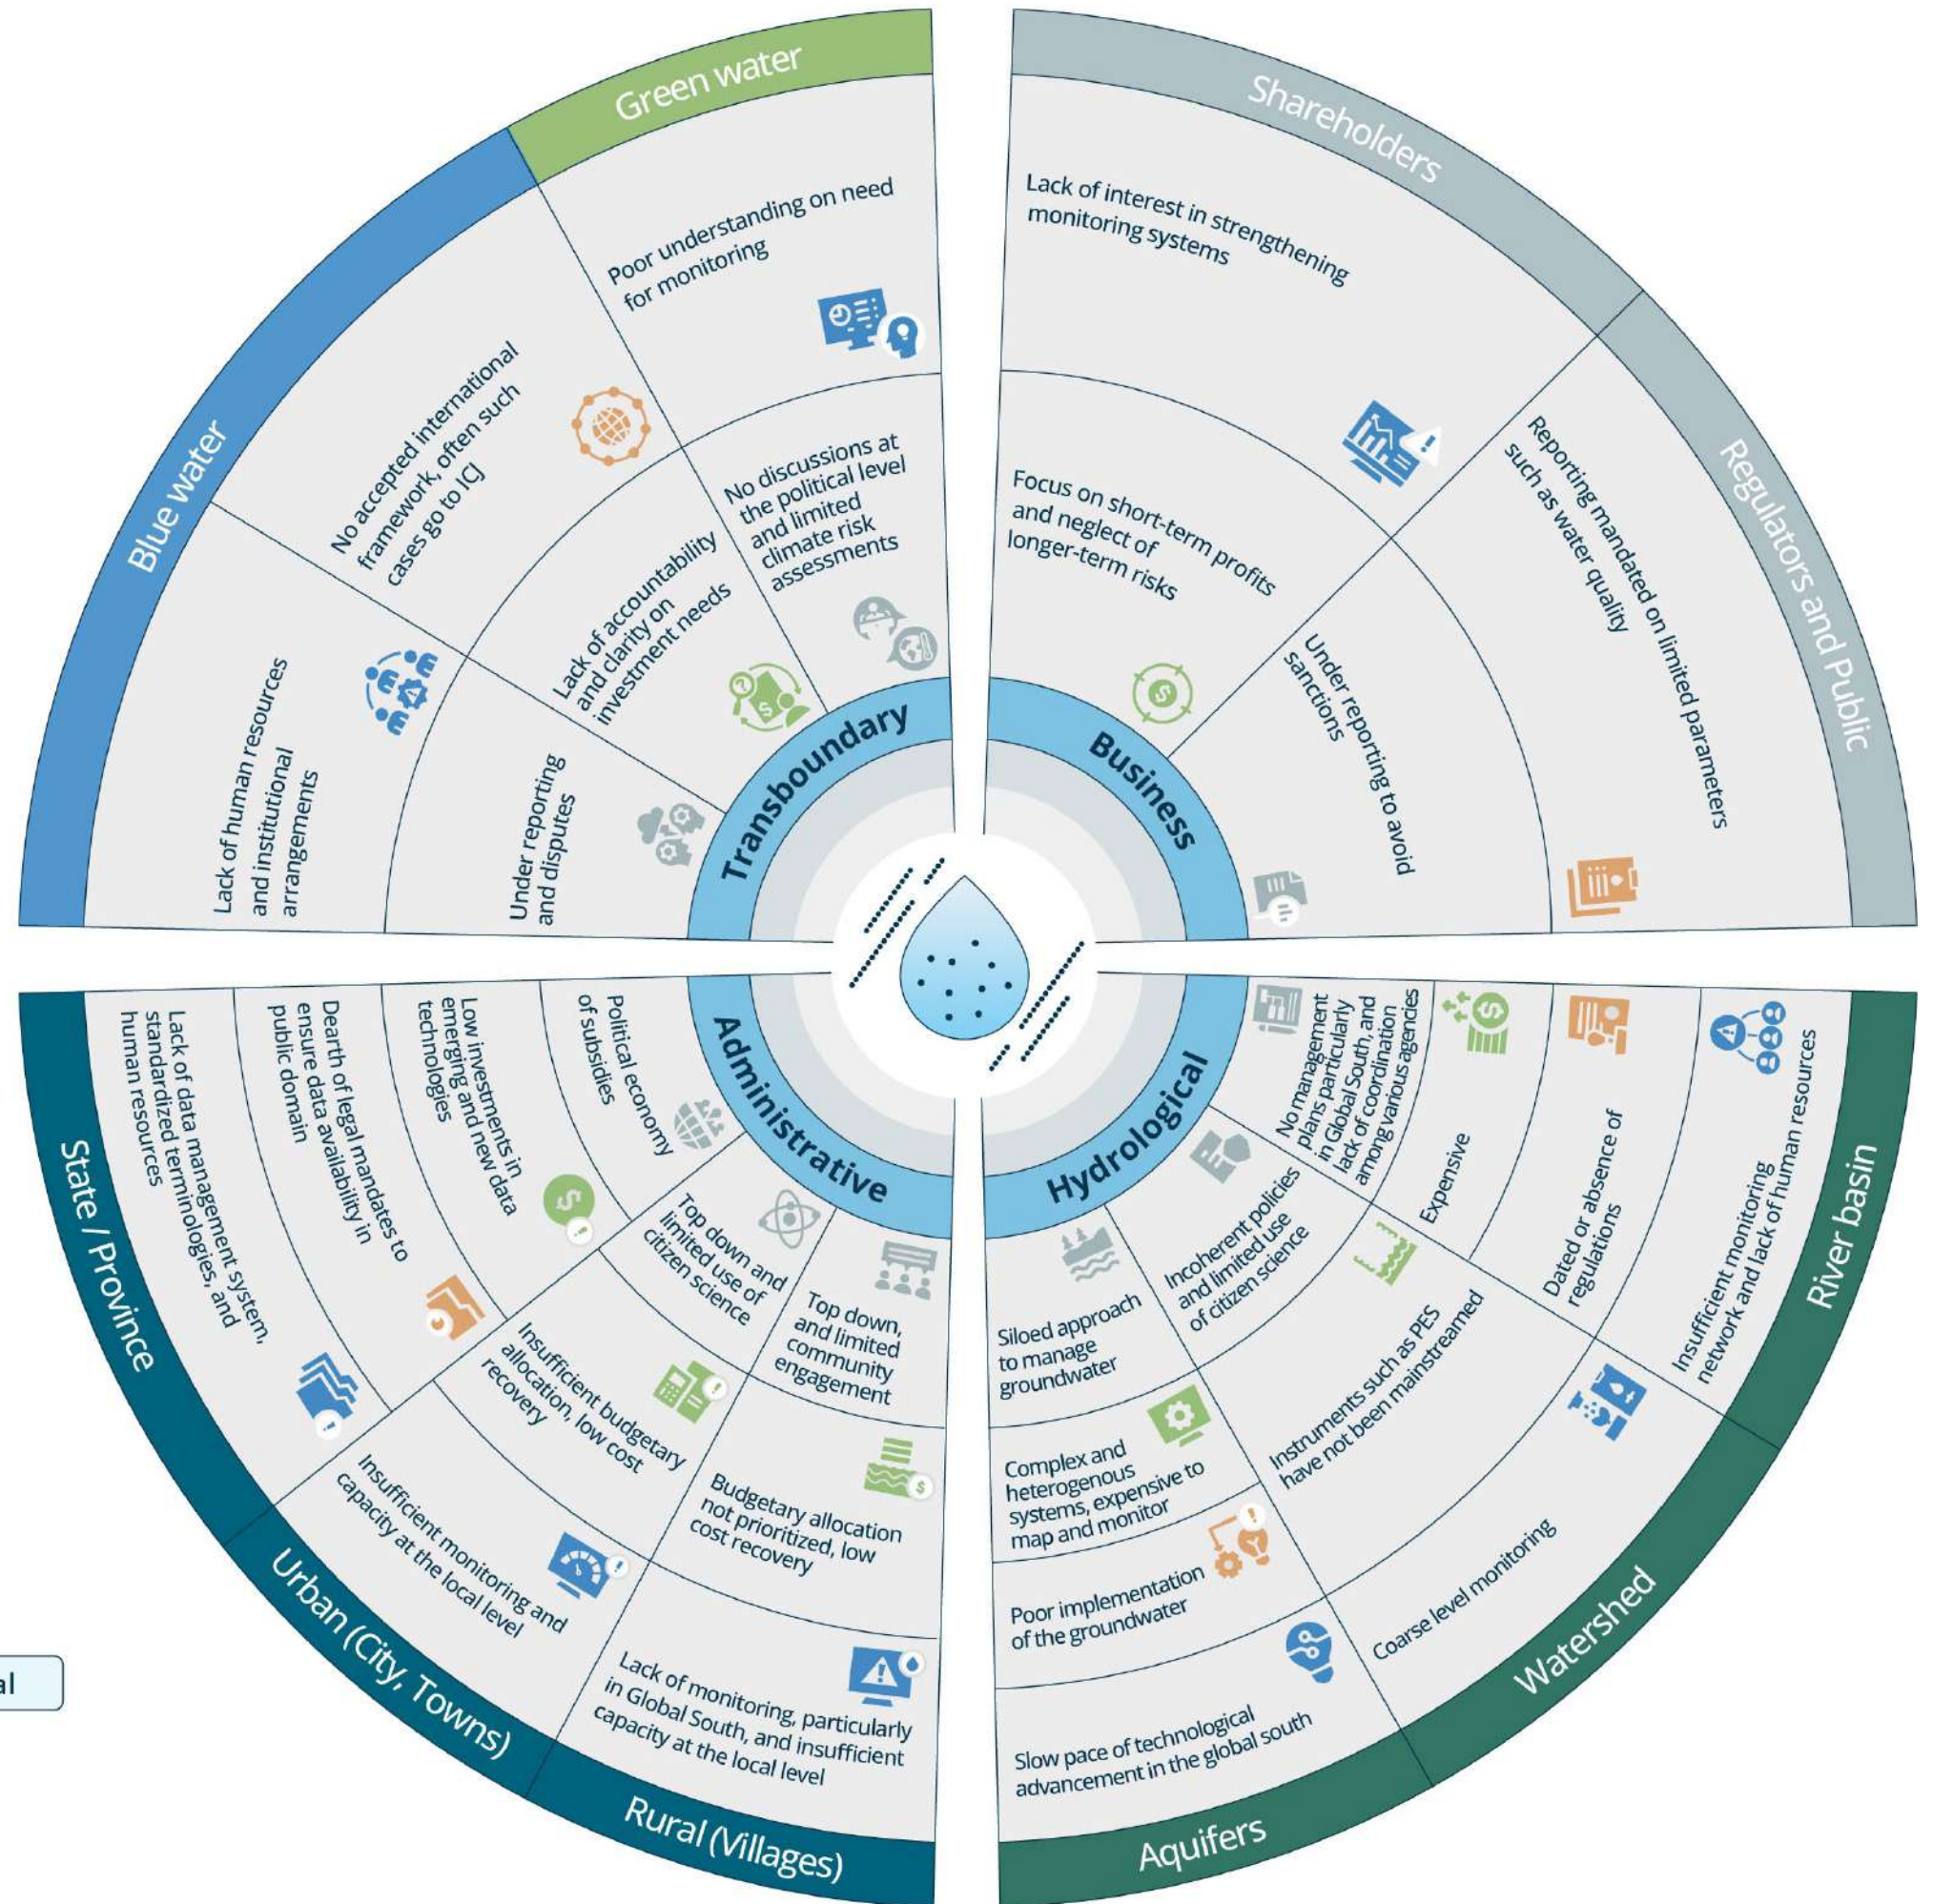 Green water
Poor understanding on need
for monitoring
No discussions at
the political level
and limited
climate risk
assessments
Blue water
No accepted international
framework, often such
cases go to ICJ
Lack of accountability
and clarity on
investment needs
Lack of human resources
and institutional
arrangements
Under reporting
and disputes
Transboundary
Shareholders
Lack of interest in strengthening
monitoring systems
Focus on short-term profits
and neglect of
longer-term risks
Regulators and Public
Reporting mandated on limited parameters
such as water quality
Under reporting to avoid
sanctions
Business
Administrative
Political economy
of subsidies
Low investments in
emerging and new data
technologies
Dearth of legal mandates to
ensure data availability in
public domain
Lack of data management system,
standardized terminologies, and
human resources
State / Province
Top down and
limited use of
citizen science
Insufficient budgetary
allocation, low cost
recovery
Insufficient monitoring and
capacity at the local level
Urban (City, Towns)
Top down,
and limited
community
engagement
Budgetary allocation
not prioritized, low
cost recovery
Lack of monitoring, particularly
in Global South, and insufficient
capacity at the local level
Rural (Villages)
Hydrological
No management
plans particularly
in Global South, and
lack of coordination
among various agencies
Expensive
Dated or absence of
regulations
Insufficient monitoring
network and lack of human resources
River basin
Incoherent policies
and limited use
of citizen science
Instruments such as PES
have not been mainstreamed
Coarse level monitoring
Watershed
Siloed approach
to manage
groundwater
Complex and
heterogenous
systems, expensive to
map and monitor
Poor implementation
of the groundwater
Slow pace of technological
advancement in the global south
Aquifers